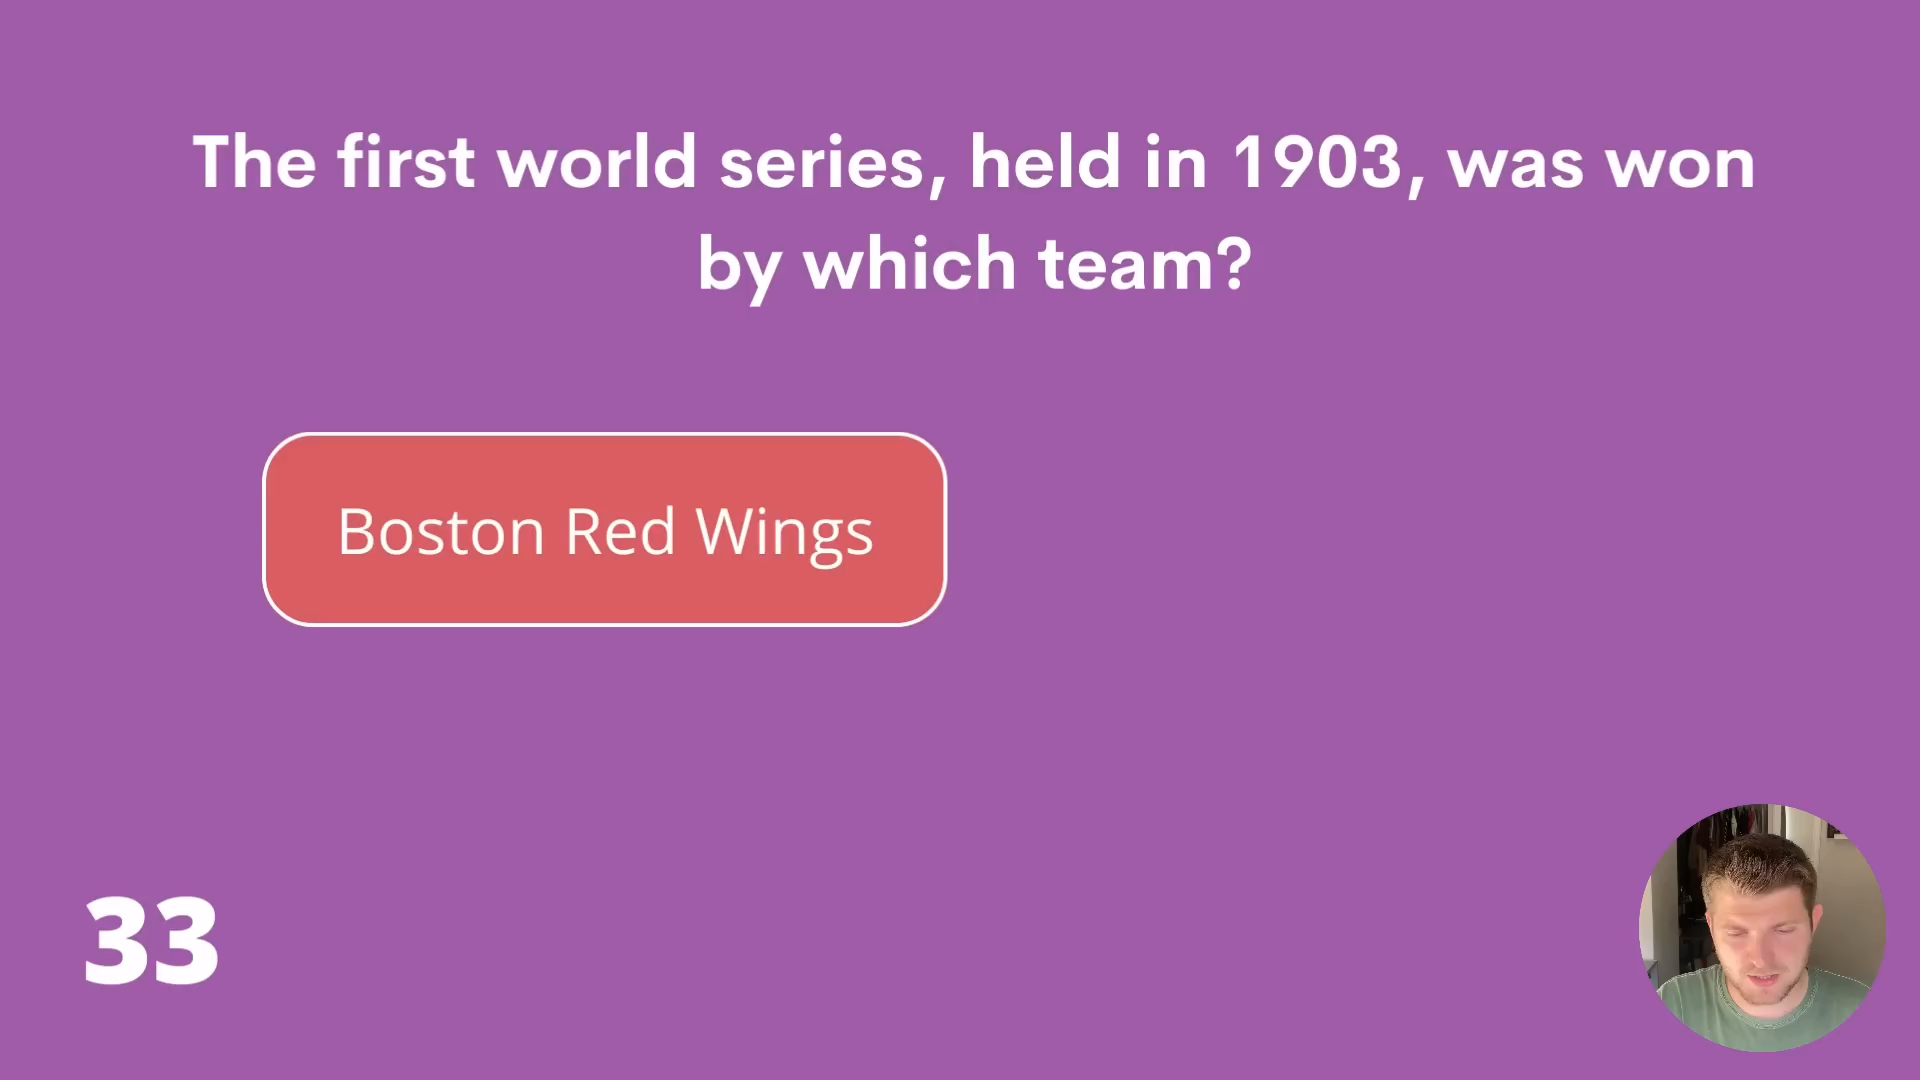 The first world series, held in 1903, was won
by which team?
Boston Red Wings
33